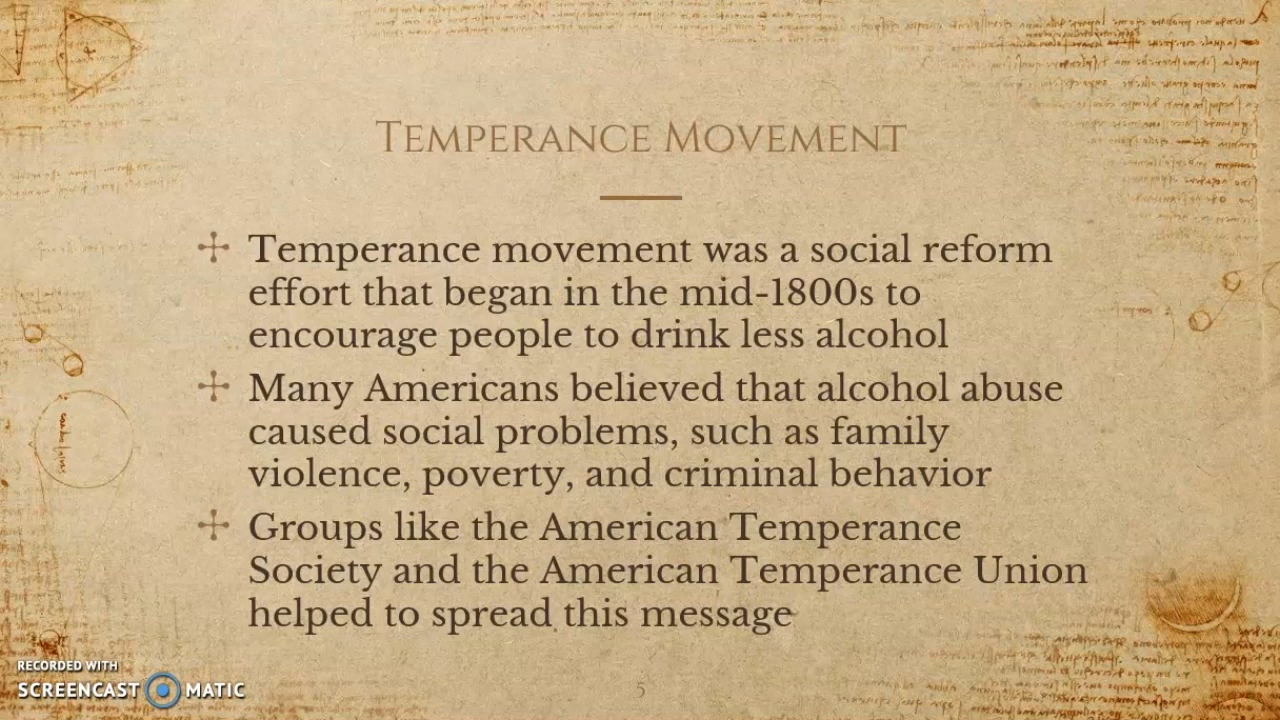 Temperance Movement
Temperance movement was a social reform
effort that began in the mid-1800s to
encourage people to drink less alcohol
Many Americans believed that alcohol abuse
caused social problems, such as family
violence, poverty, and criminal behavior
Groups like the American Temperance
Society and the American Temperance Union
helped to spread this message
5
RECORDED WITH
SCREENCAST MATIC